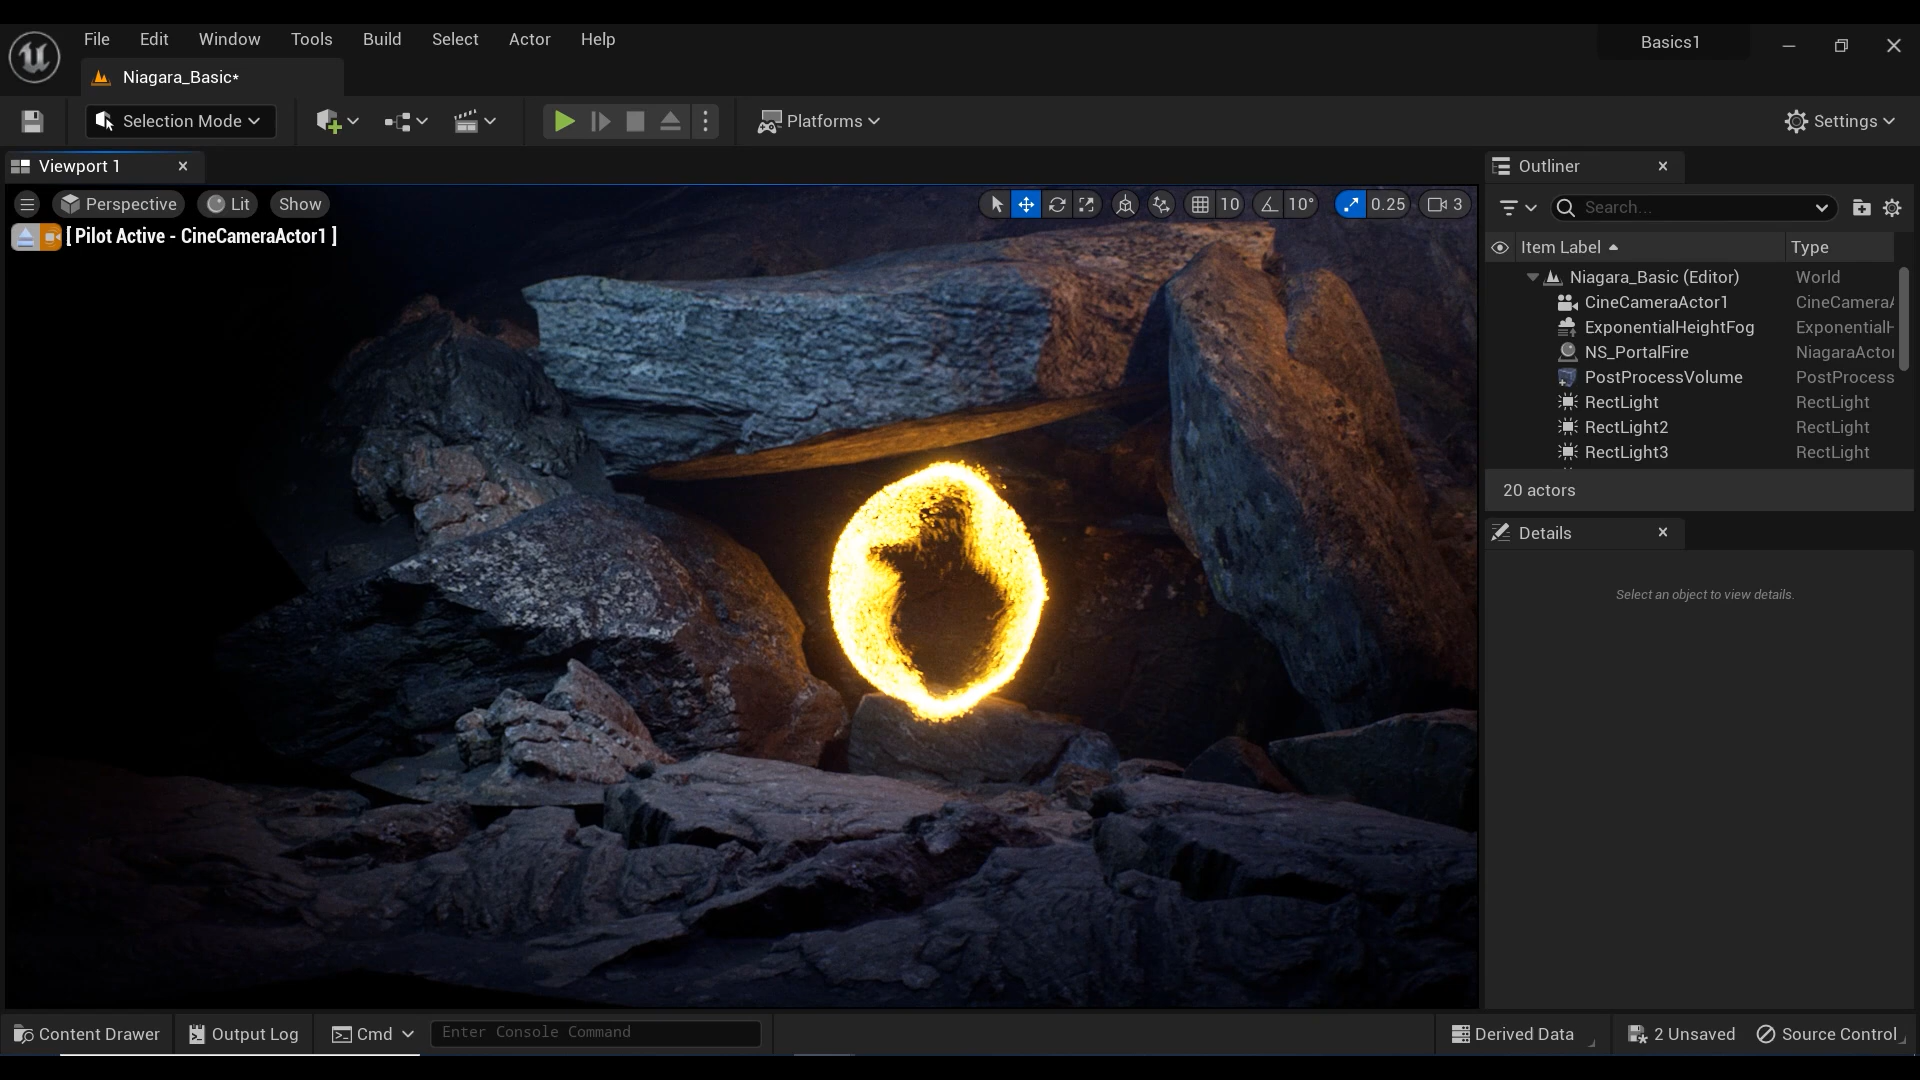 File Edit Window Tools Build Select Actor Help
Basics1
Niagara_Basic*
Selection Mode
Platforms
Settings
Viewport 1
Outliner
Perspective Lit Show
10 10° 0.25 3
Search...
[ Pilot Active - CineCameraActor1 ]
Item Label Type
Niagara_Basic (Editor) World
CineCameraActor1 CineCameraA
ExponentialHeightFog ExponentialH
NS_PortalFire NiagaraActor
PostProcessVolume PostProcess
RectLight RectLight
RectLight2 RectLight
RectLight3 RectLight
20 actors
Details
Select an object to view details.
Content Drawer Output Log Cmd Enter Console Command
Derived Data 2 Unsaved Source Control